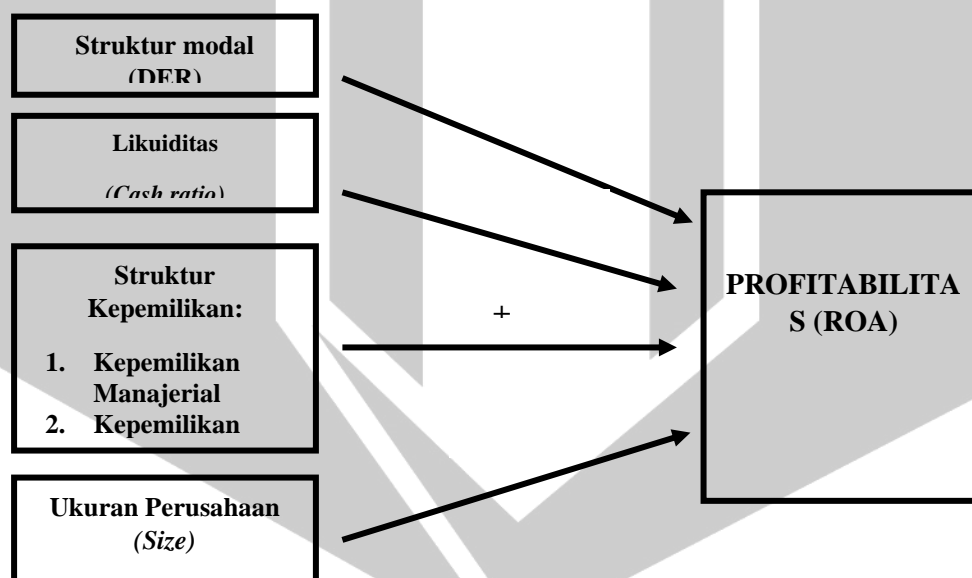 Struktur modal
(DER)
Likuiditas
(Cash ratio)
Struktur
Kepemilikan:
1. Kepemilikan
Manajerial
2. Kepemilikan
Ukuran Perusahaan
(Size)
+
PROFITABILITA
S (ROA)